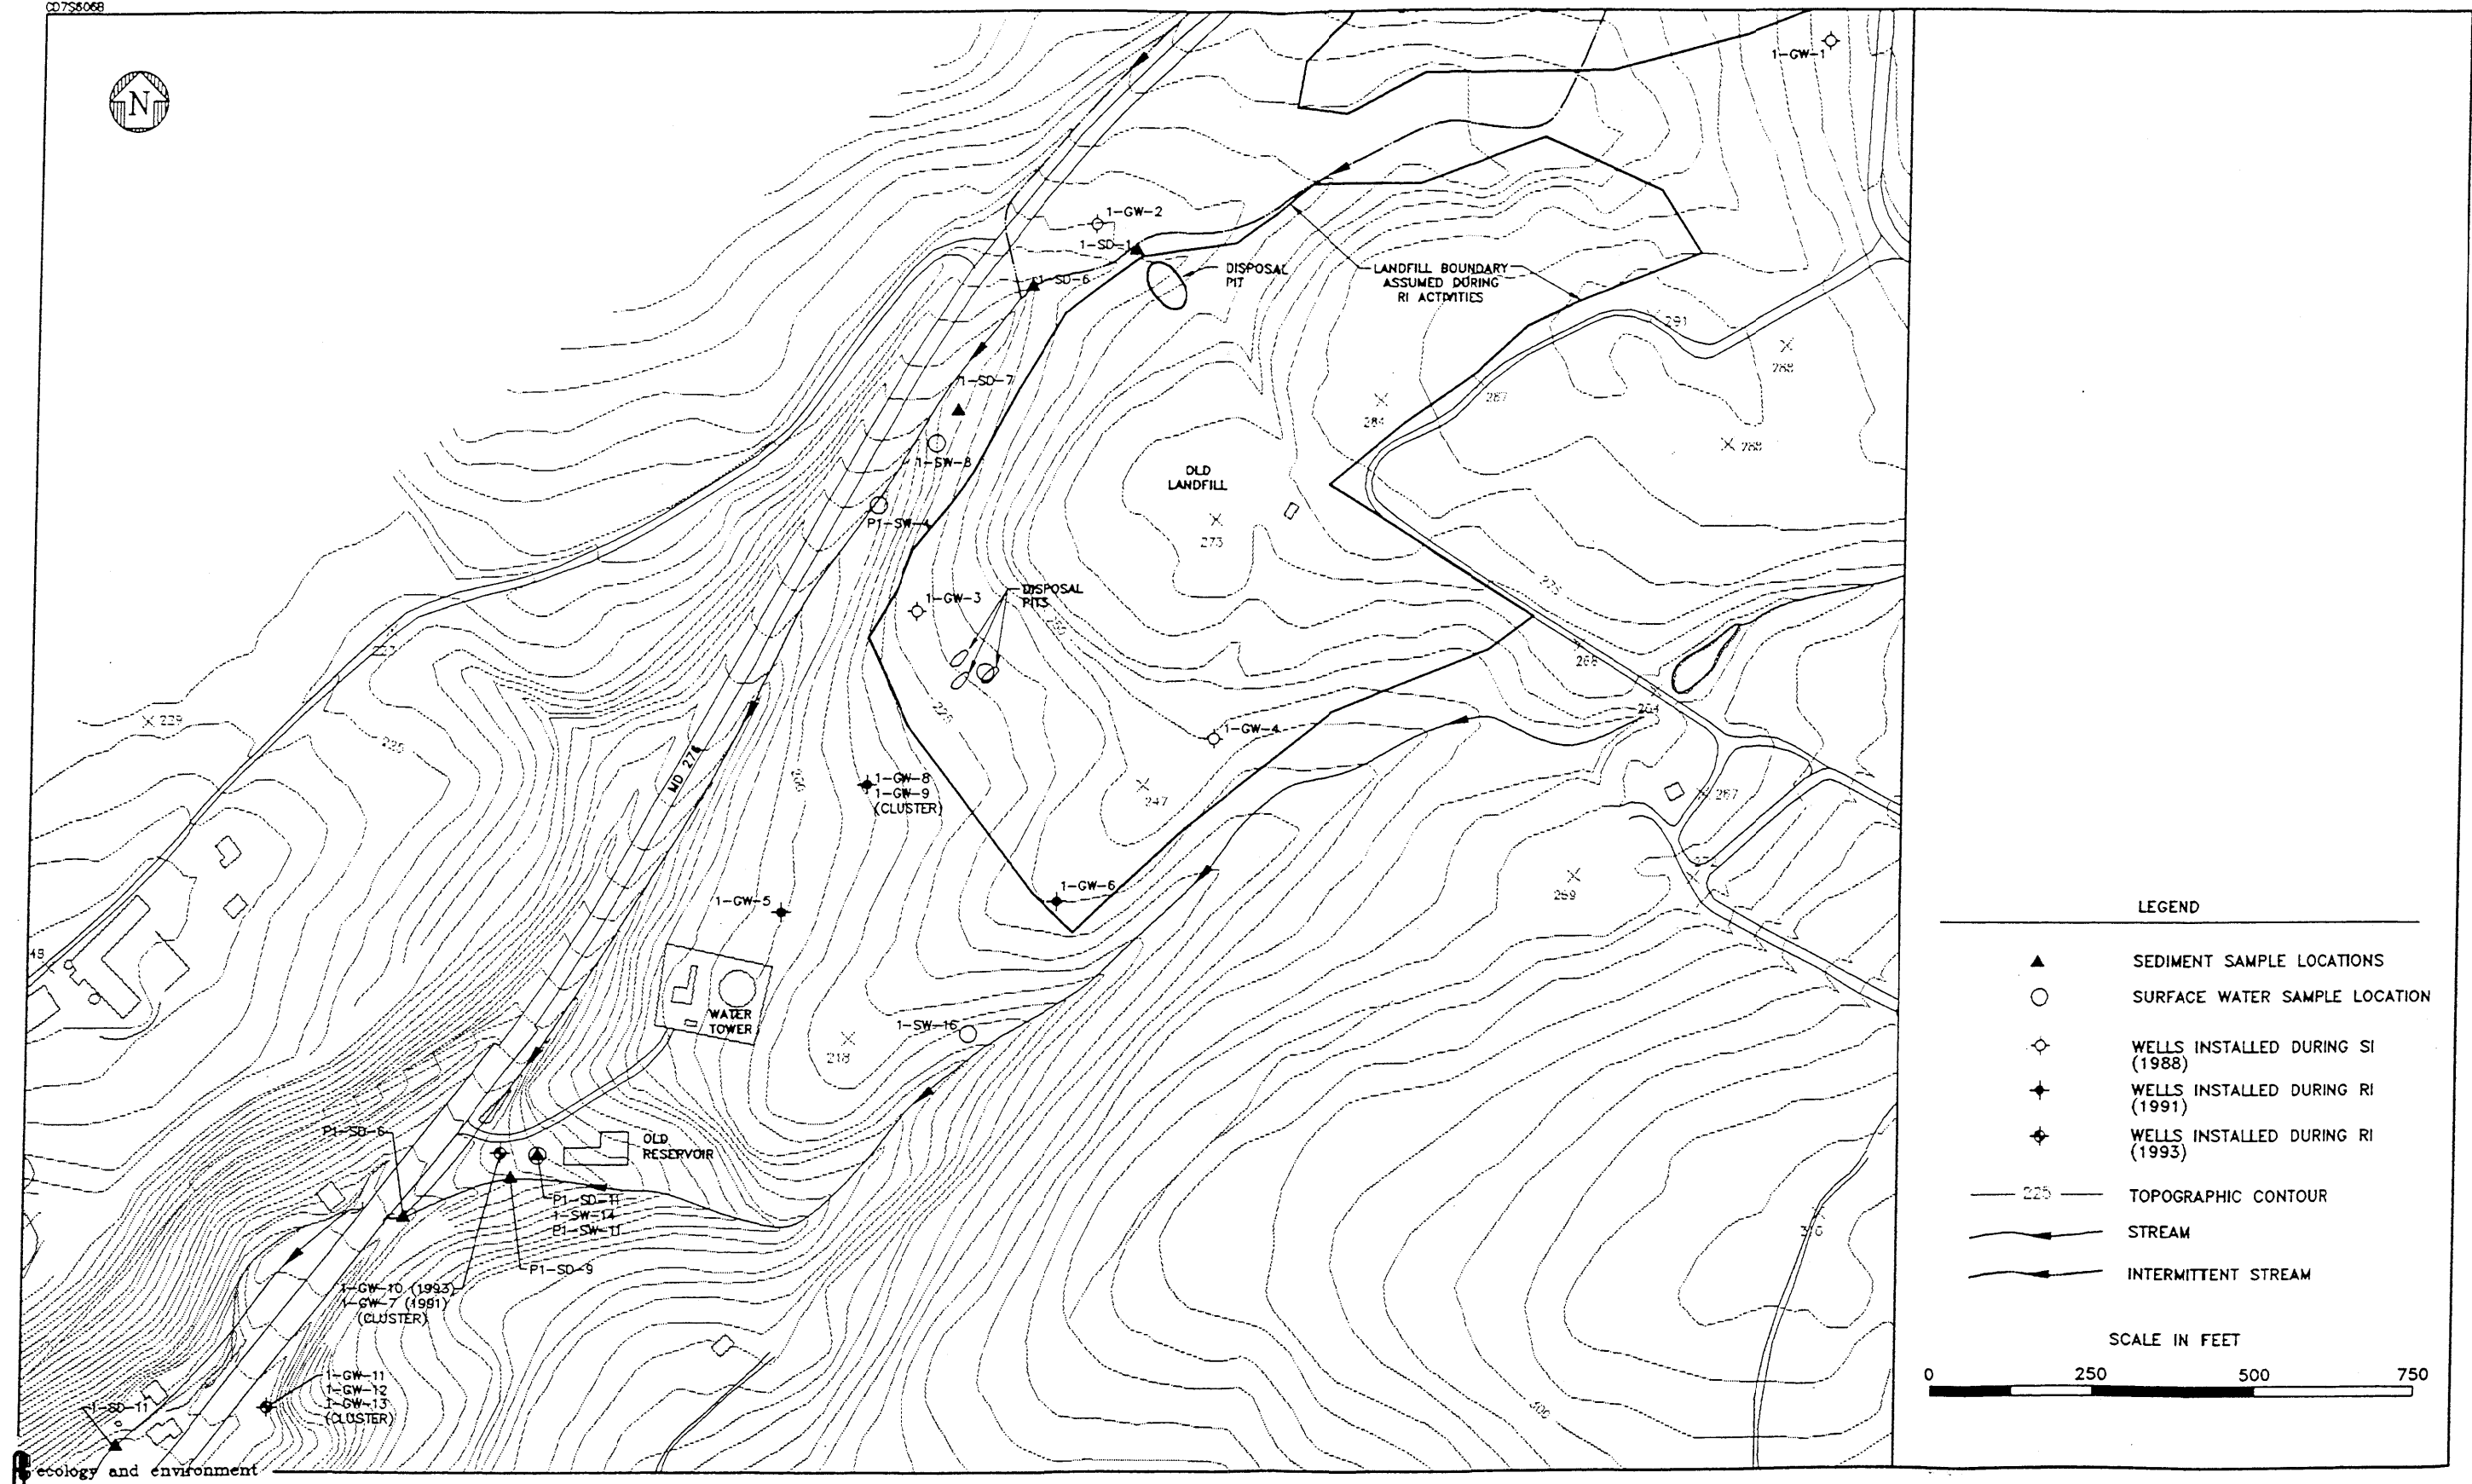 CD7S606B
N
1-GW-1
1-GW-2
1-SD-1
P1-SD-6
DISPOSAL
PIT
LANDFILL BOUNDARY
ASSUMED DURING
RI ACTIVITIES
291
288
1-SD-7
287
284
288
1-SW-8
OLD
LANDFILL
P1-SW-4
273
275
1-GW-3
DISPOSAL
PITS
268
229
225
264
1-GW-4
MD 276
200
1-GW-8
1-GW-9
(CLUSTER)
247
267
269
1-GW-6
1-GW-5
WATER
TOWER
1-SW-16
218
P1-SD-6
OLD
RESERVOIR
P1-SD-11
1-SW-14
P1-SW-11
P1-SD-9
316
1-GW-10 (1993)
1-GW-7 (1991)
(CLUSTER)
1-GW-11
1-GW-12
1-GW-13
(CLUSTER)
1-SD-11
300
ecology and environment
LEGEND
SEDIMENT SAMPLE LOCATIONS
SURFACE WATER SAMPLE LOCATION
WELLS INSTALLED DURING SI
(1988)
WELLS INSTALLED DURING RI
(1991)
WELLS INSTALLED DURING RI
(1993)
225 TOPOGRAPHIC CONTOUR
STREAM
INTERMITTENT STREAM
SCALE IN FEET
0 250 500 750